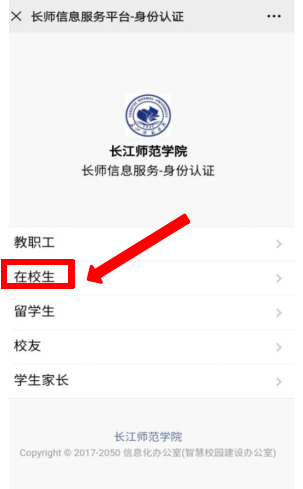 长师信息服务平台-身份认证
长江师范学院
长师信息服务-身份认证
教职工
在校生
留学生
校友
学生家长
长江师范学院
Copyright © 2017-2050 信息化办公室(智慧校园建设办公室)